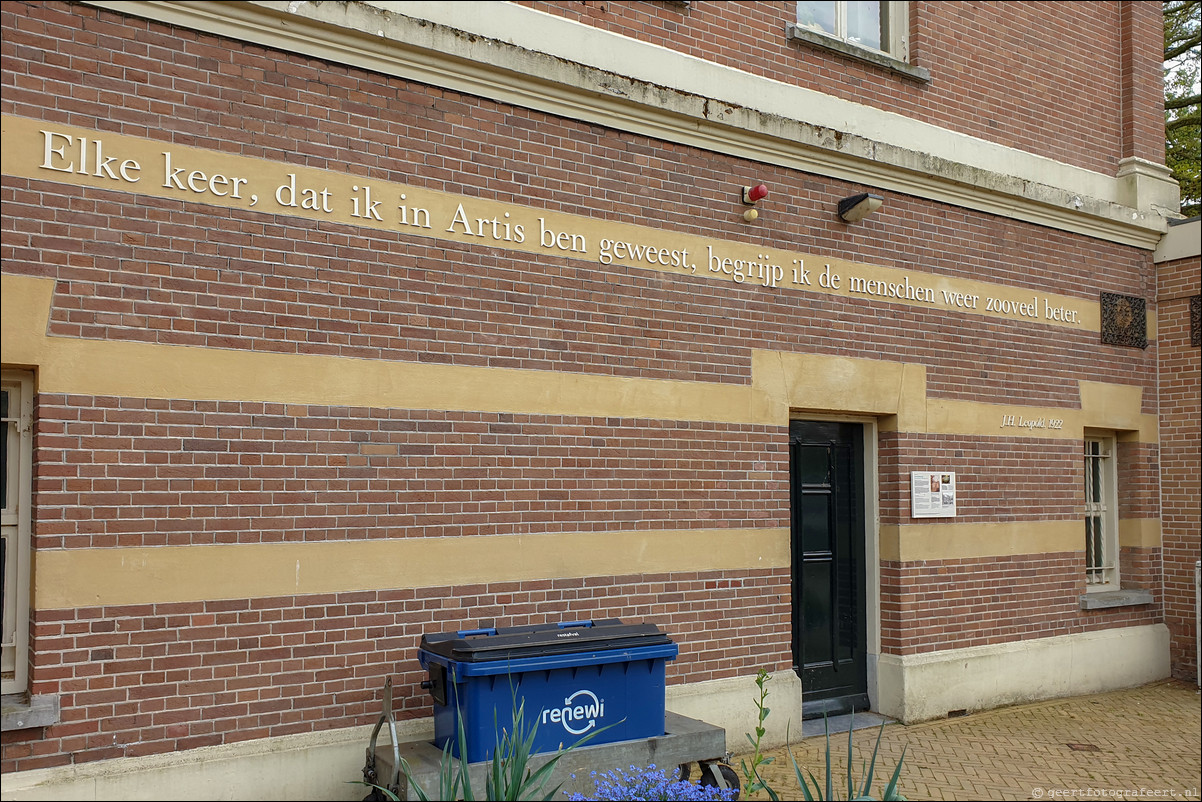 Elke keer, dat ik in Artis ben geweest, begrijp ik de menschen weer zooveel beter.
J.H. Leopold, 1922
restafval
renewi
© geertfotografeert.nl